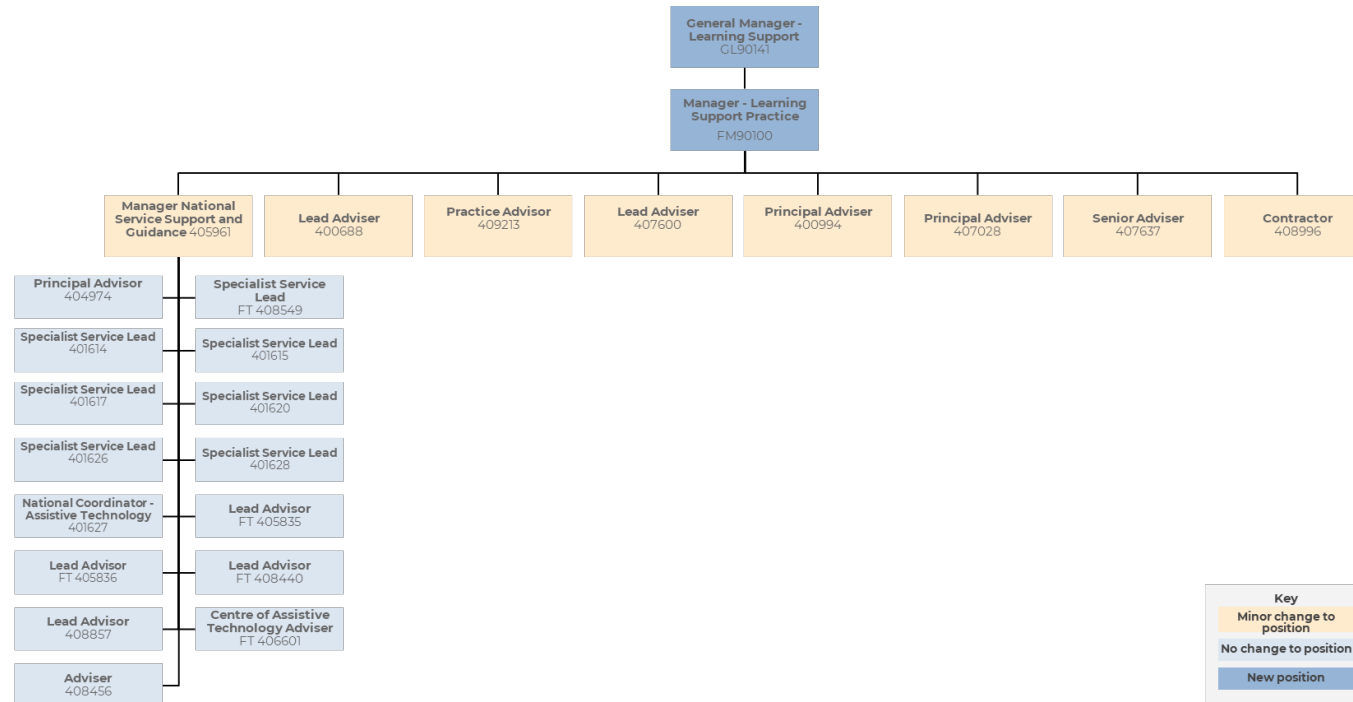 General Manager -
Learning Support
GL90141
Manager - Learning
Support Practice
FM90100
Manager National
Service Support and
Guidance 405961
Lead Adviser
400688
Practice Advisor
409213
Lead Adviser
407600
Principal Adviser
400994
Principal Adviser
407028
Senior Adviser
407637
Contractor
408996
Principal Advisor
404974
Specialist Service
Lead
FT 408549
Specialist Service Lead
401614
Specialist Service Lead
401615
Specialist Service Lead
401617
Specialist Service Lead
401620
Specialist Service Lead
401626
Specialist Service Lead
401628
National Coordinator -
Assistive Technology
401627
Lead Advisor
FT 405835
Lead Advisor
FT 405836
Lead Advisor
FT 408440
Lead Advisor
408857
Centre of Assistive
Technology Adviser
FT 406601
Adviser
408456
Key
Minor change to
position
No change to position
New position